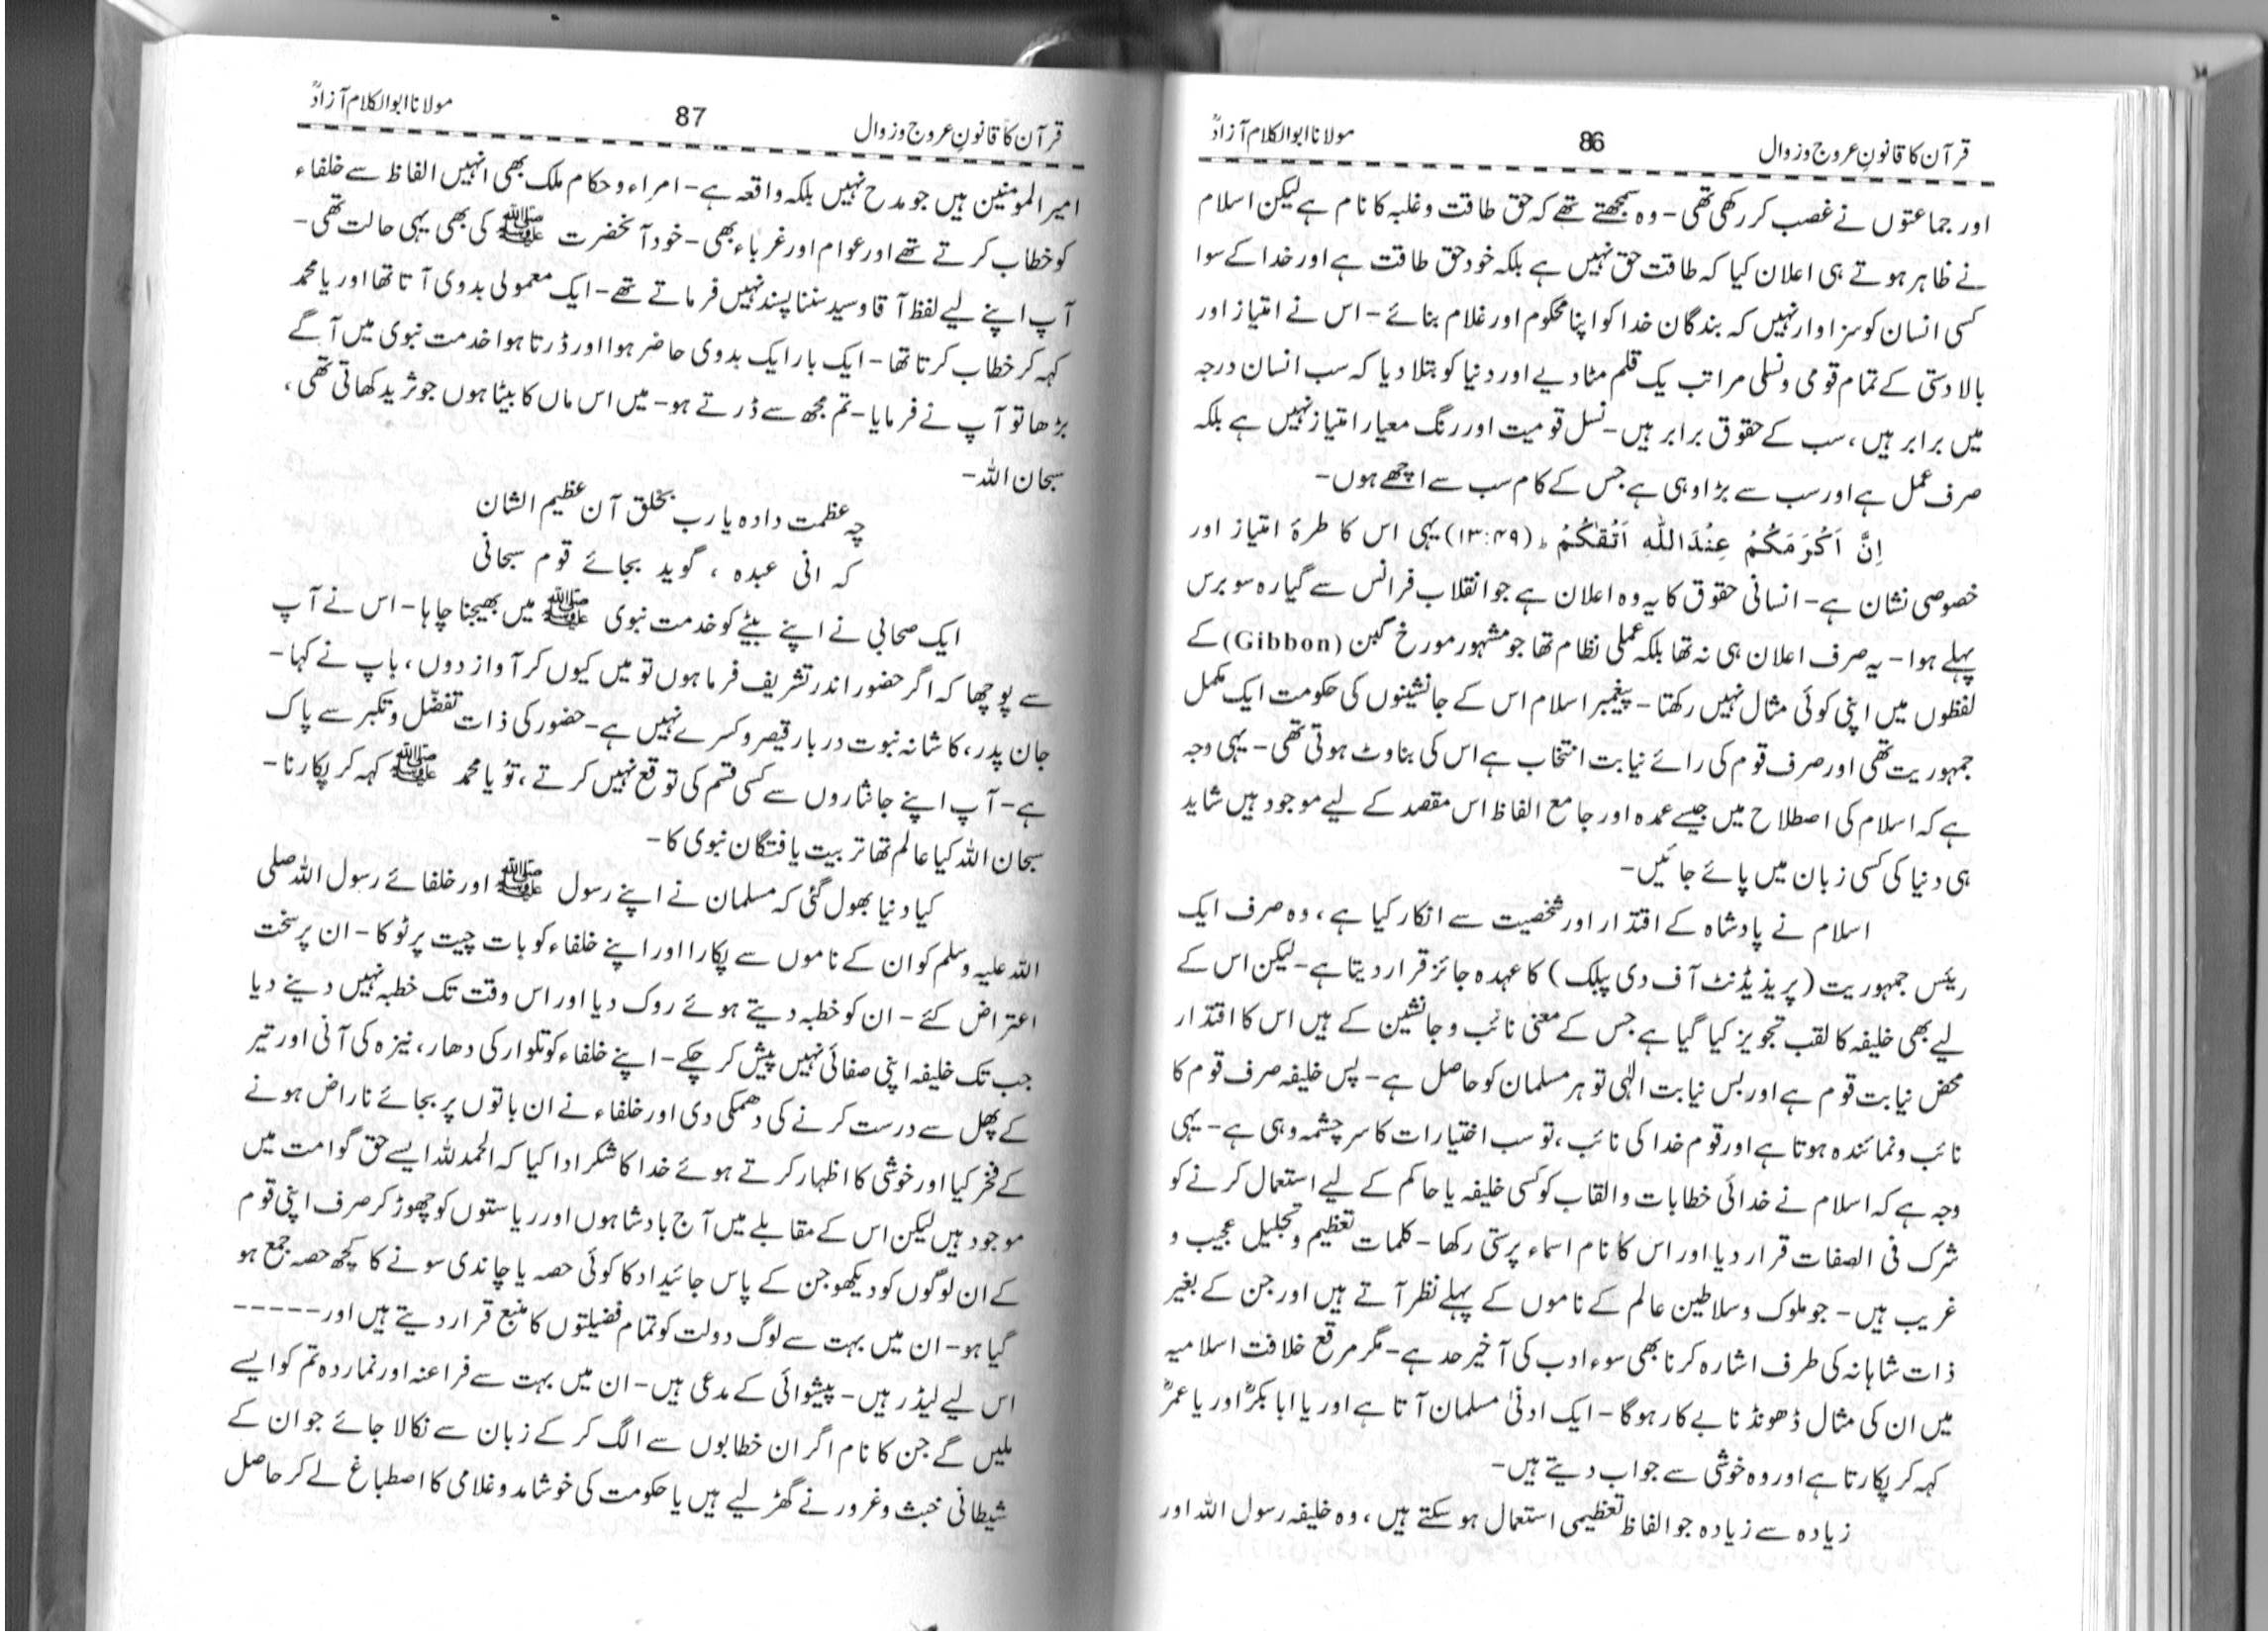 قرآن کا قانونِ عروج و زوال 86 مولانا ابوالکلام آزادؒ
اور جماعتوں نے غصب کر رکھی تھی - وہ سمجھتے تھے کہ حق طاقت و غلبہ کا نام ہے لیکن اسلام
نے ظاہر ہوتے ہی اعلان کیا کہ طاقت حق نہیں ہے بلکہ خود حق طاقت ہے اور خدا کے سوا
کسی انسان کو سزاوار نہیں کہ بندگان خدا کو اپنا محکوم اور غلام بنائے - اس نے امتیاز اور
بالا دستی کے تمام قومی و نسلی مراتب یک قلم مٹا دیے اور دنیا کو بتلا دیا کہ سب انسان درجہ
میں برابر ہیں، سب کے حقوق برابر ہیں - نسل قومیت اور رنگ معیار امتیاز نہیں ہے بلکہ
صرف عمل ہے اور سب سے بڑا وہی ہے جس کے کام سب سے اچھے ہوں -
اِنَّ اَکْرَمَکُمْ عِنْدَ اللّٰہِ اَتْقٰکُمْ ؕ (۱۳:۴۹) یہی اس کا طرۂ امتیاز اور
خصوصی نشان ہے - انسانی حقوق کا یہ وہ اعلان ہے جو انقلاب فرانس سے گیارہ سو برس
پہلے ہوا - یہ صرف اعلان ہی نہ تھا بلکہ عملی نظام تھا جو مشہور مورخ گبن (Gibbon) کے
لفظوں میں اپنی کوئی مثال نہیں رکھتا - پیغمبر اسلام اس کے جانشینوں کی حکومت ایک مکمل
جمہوریت تھی اور صرف قوم کی رائے نیابت انتخاب ہے اس کی بناوٹ ہوتی تھی - یہی وجہ
ہے کہ اسلام کی اصطلاح میں جیسے عمدہ اور جامع الفاظ اس مقصد کے لیے موجود ہیں شاید
ہی دنیا کی کسی زبان میں پائے جائیں -
اسلام نے پادشاہ کے اقتدار اور شخصیت سے انکار کیا ہے، وہ صرف ایک
رئیس جمہوریت (پریذیڈنٹ آف دی پبلک) کا عہدہ جائز قرار دیتا ہے - لیکن اس کے
لیے بھی خلیفہ کا لقب تجویز کیا گیا ہے جس کے معنی نائب و جانشین کے ہیں اس کا اقتدار
محض نیابت قوم ہے اور بس نیابت الٰہی تو ہر مسلمان کو حاصل ہے - پس خلیفہ صرف قوم کا
نائب و نمائندہ ہوتا ہے اور قوم خدا کی نائب، تو سب اختیارات کا سرچشمہ وہی ہے - یہی
وجہ ہے کہ اسلام نے خدائی خطابات و القاب کو کسی خلیفہ یا حاکم کے لیے استعمال کرنے کو
شرک فی الصفات قرار دیا اور اس کا نام اسماء پرستی رکھا - کلمات تعظیم و تجلیل عجیب و
غریب ہیں - جو ملوک و سلاطین عالم کے ناموں کے پہلے نظر آتے ہیں اور جن کے بغیر
ذات شاہانہ کی طرف اشارہ کرنا بھی سوء ادب کی آخیر حد ہے - مگر مرقع خلافت اسلامیہ
میں ان کی مثال ڈھونڈنا بے کار ہوگا - ایک ادنیٰ مسلمان آتا ہے اور یا ابابکرؓ اور یا عمرؓ
کہہ کر پکارتا ہے اور وہ خوشی سے جواب دیتے ہیں -
زیادہ سے زیادہ جو الفاظ تعظیمی استعمال ہو سکتے ہیں، وہ خلیفہ رسول اللہ اور
قرآن کا قانونِ عروج و زوال 87 مولانا ابوالکلام آزادؒ
امیر المومنین ہیں جو مدح نہیں بلکہ واقعہ ہے - امراء و حکام ملک بھی انہیں الفاظ سے خلفاء
کو خطاب کرتے تھے اور عوام اور غرباء بھی - خود آنحضرت ﷺ کی بھی یہی حالت تھی -
آپ اپنے لیے لفظ آقا و سید سننا پسند نہیں فرماتے تھے - ایک معمولی بدوی آتا تھا اور یا محمد
کہہ کر خطاب کرتا تھا - ایک بار ایک بدوی حاضر ہوا اور ڈرتا ہوا خدمت نبوی میں آگے
بڑھا تو آپ نے فرمایا - تم مجھ سے ڈرتے ہو - میں اس ماں کا بیٹا ہوں جو ثرید کھاتی تھی،
سبحان اللہ -
چہ عظمت دادہ یا رب بخلق آن عظیم الشان
کہ انی عبدہ ، گوید بجائے قوم سبحانی
ایک صحابی نے اپنے بیٹے کو خدمت نبوی ﷺ میں بھیجنا چاہا - اس نے آپ
سے پوچھا کہ اگر حضور اندر تشریف فرما ہوں تو میں کیوں کر آواز دوں، باپ نے کہا -
جان پدر، کاشانہ نبوت دربار قیصر و کسرے نہیں ہے - حضور کی ذات تفضّل و تکبر سے پاک
ہے - آپ اپنے جانثاروں سے کسی قسم کی توقع نہیں کرتے، تُو یا محمد ﷺ کہہ کر پکارنا -
سبحان اللہ کیا عالم تھا تربیت یافتگان نبوی کا -
کیا دنیا بھول گئی کہ مسلمان نے اپنے رسول ﷺ اور خلفائے رسول اللہ صلی
اللہ علیہ وسلم کو ان کے ناموں سے پکارا اور اپنے خلفاء کو بات چیت پر ٹوکا - ان پر سخت
اعتراض کئے - ان کو خطبہ دیتے ہوئے روک دیا اور اس وقت تک خطبہ نہیں دینے دیا
جب تک خلیفہ اپنی صفائی نہیں پیش کر چکے - اپنے خلفاء کو تلوار کی دھار، نیزہ کی آنی اور تیر
کے پھل سے درست کرنے کی دھمکی دی اور خلفاء نے ان باتوں پر بجائے ناراض ہونے
کے فخر کیا اور خوشی کا اظہار کرتے ہوئے خدا کا شکر ادا کیا کہ الحمد للہ ایسے حق گو امت میں
موجود ہیں لیکن اس کے مقابلے میں آج بادشاہوں اور ریاستوں کو چھوڑ کر صرف اپنی قوم
کے ان لوگوں کو دیکھو جن کے پاس جائیداد کا کوئی حصہ یا چاندی سونے کا کچھ حصہ جمع ہو
گیا ہو - ان میں بہت سے لوگ دولت کو تمام فضیلتوں کا منبع قرار دیتے ہیں اور - - - - -
اس لیے لیڈر ہیں - پیشوائی کے مدعی ہیں - ان میں بہت سے فراعنہ اور نماردہ تم کو ایسے
ملیں گے جن کا نام اگر ان خطابوں سے الگ کر کے زبان سے نکالا جائے جو ان کے
شیطانی خبث و غرور نے گھڑ لیے ہیں یا حکومت کی خوشامد و غلامی کا اصطباغ لے کر حاصل